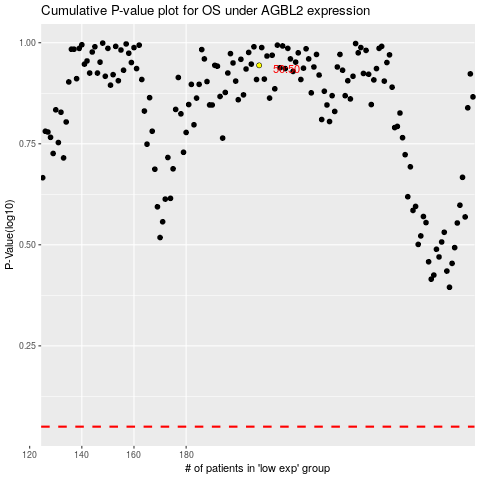 Cumulative P-value plot for OS under AGBL2 expression
P-Value(log10)
1.00
0.75
0.50
0.25
120 140 160 180
# of patients in 'low exp' group